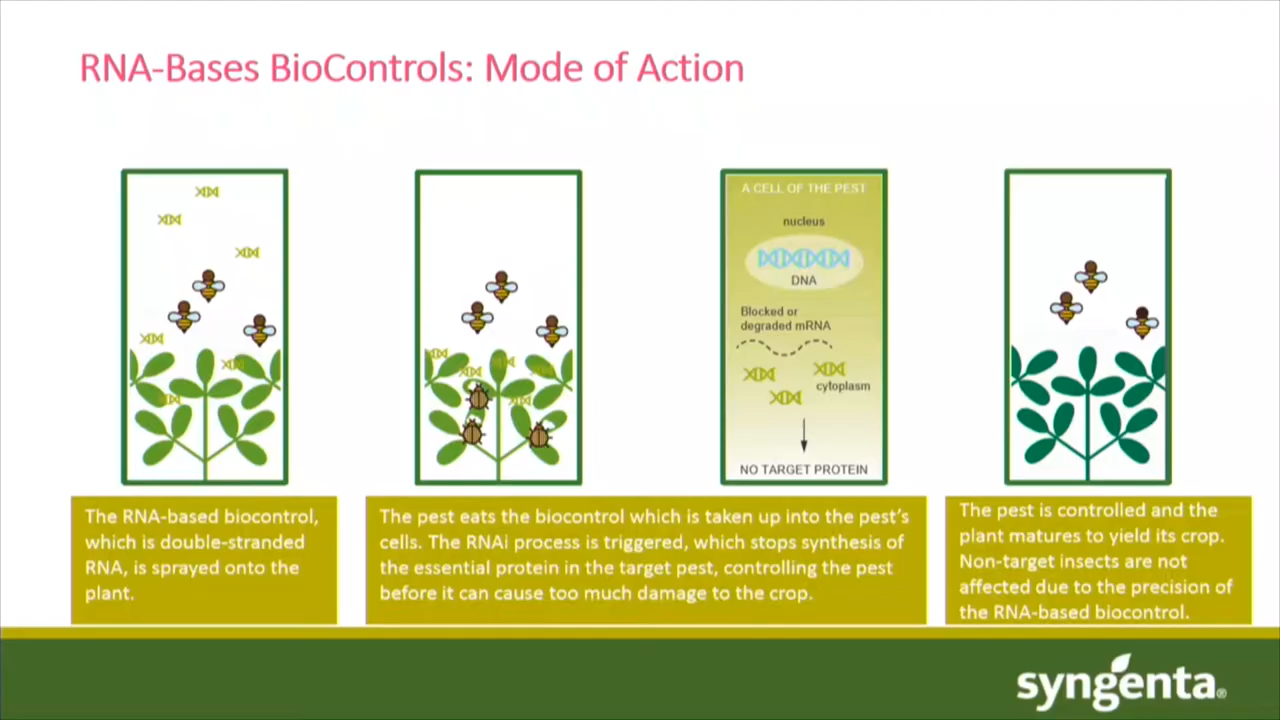 RNA-Bases BioControls: Mode of Action
A CELL OF THE PEST
nucleus
DNA
Blocked or
degraded mRNA
cytoplasm
NO TARGET PROTEIN
The RNA-based biocontrol,
which is double-stranded
RNA, is sprayed onto the
plant.
The pest eats the biocontrol which is taken up into the pest's
cells. The RNAi process is triggered, which stops synthesis of
the essential protein in the target pest, controlling the pest
before it can cause too much damage to the crop.
The pest is controlled and the
plant matures to yield its crop.
Non-target insects are not
affected due to the precision of
the RNA-based biocontrol.
syngenta®